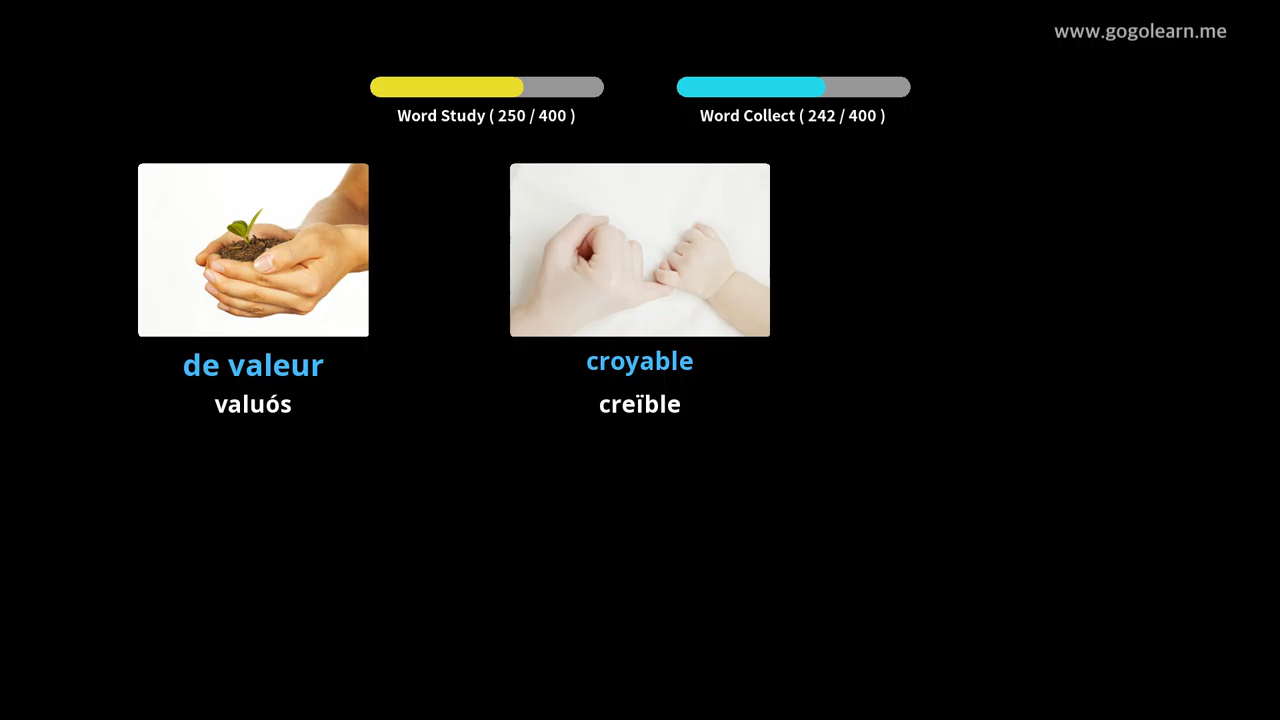 www.gogolearn.me
Word Study ( 250 / 400 )
Word Collect ( 242 / 400 )
de valeur
valuós
croyable
creïble